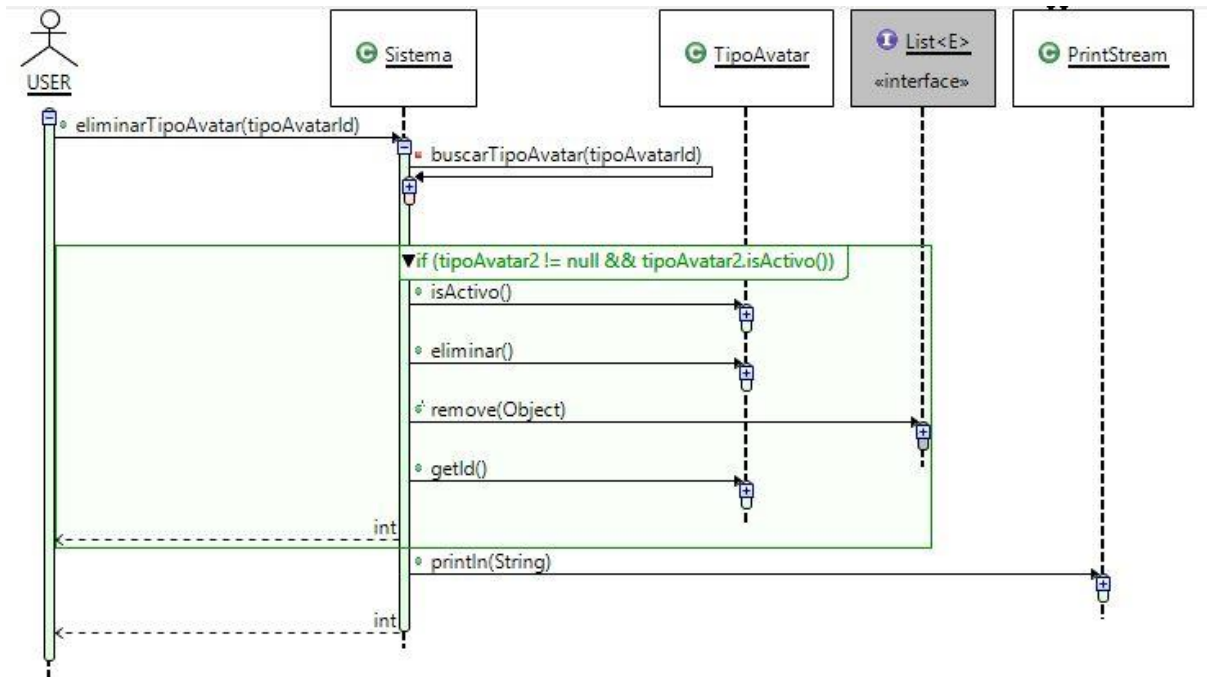 USER
Sistema
TipoAvatar
List<E>
«interface»
PrintStream
eliminarTipoAvatar(tipoAvatarId)
buscarTipoAvatar(tipoAvatarId)
if (tipoAvatar2 != null && tipoAvatar2.isActivo())
isActivo()
eliminar()
remove(Object)
getId()
int
println(String)
int